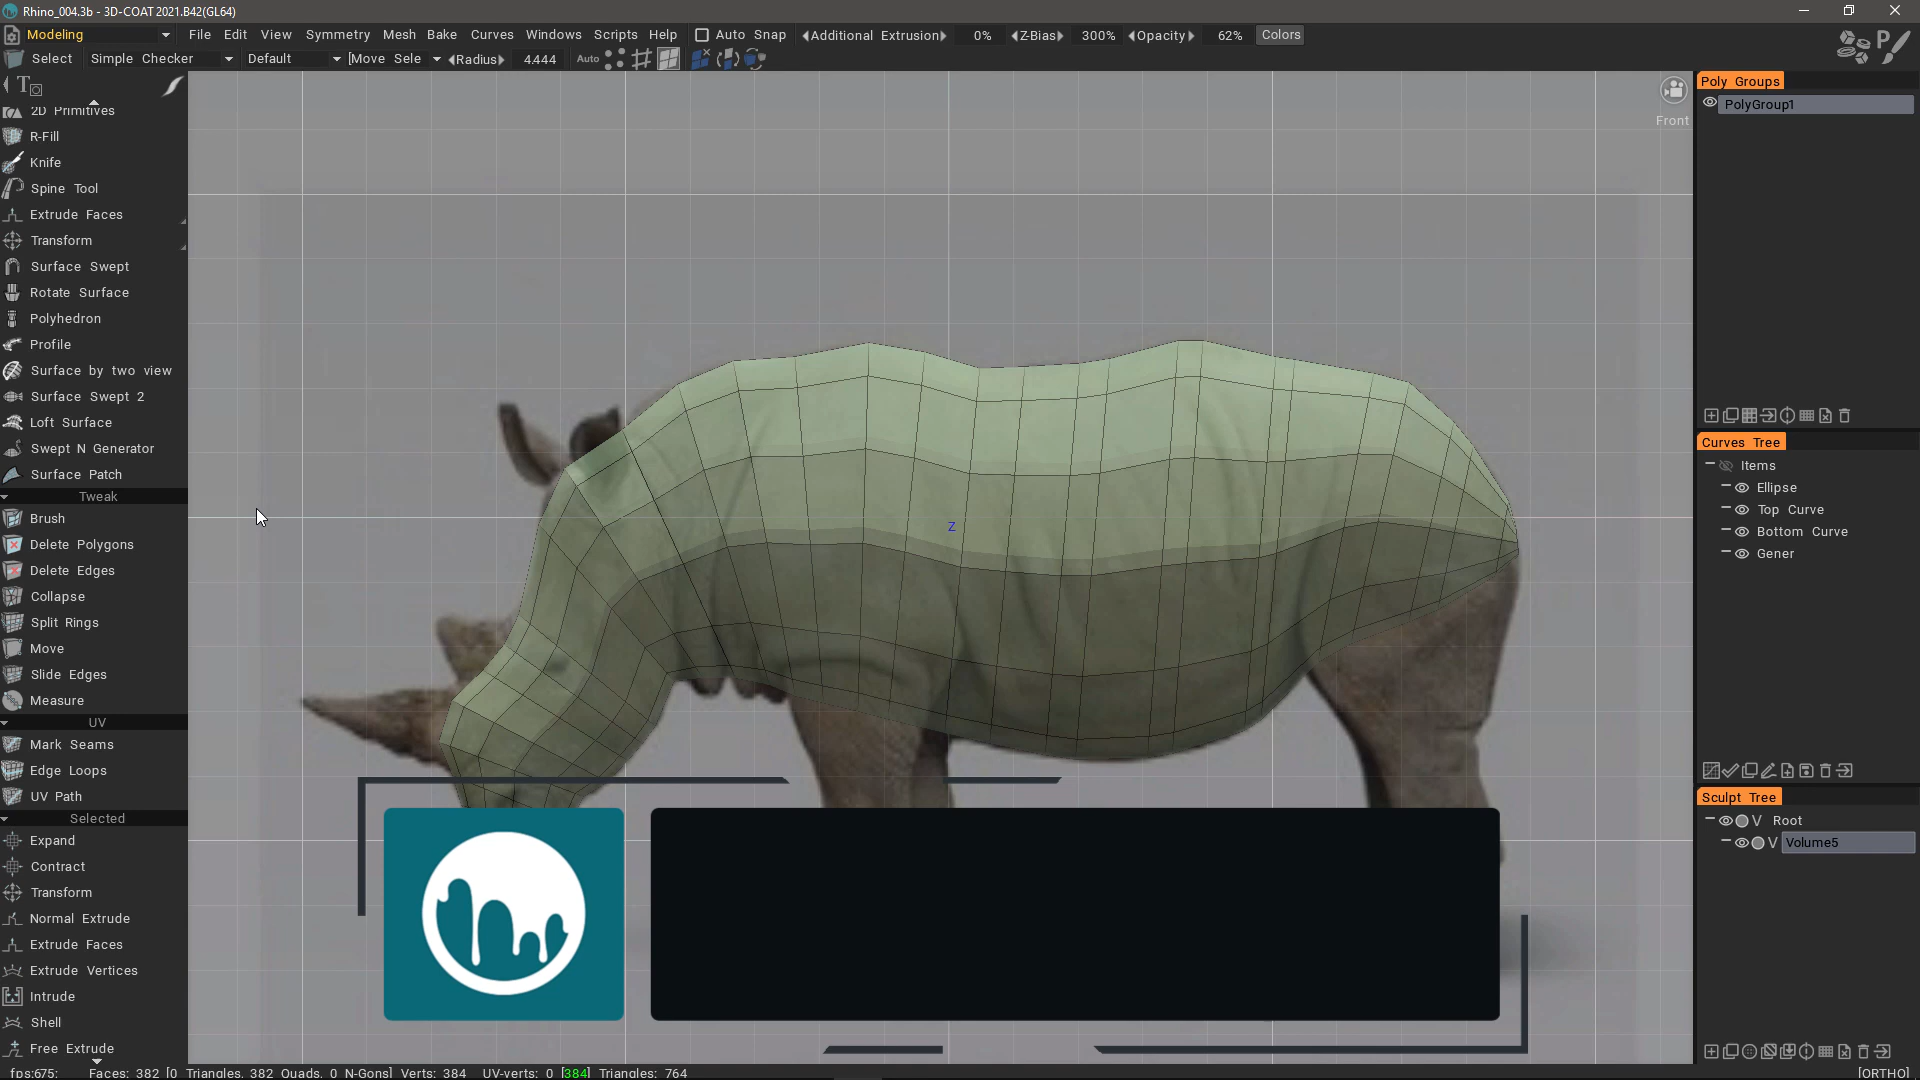 Rhino_004.3b - 3D-COAT 2021.B42(GL64)
Modeling File Edit View Symmetry Mesh Bake Curves Windows Scripts Help Auto Snap Additional Extrusion 0% Z-Bias 300% Opacity 62% Colors
Select Simple Checker Default [Move Sele Radius 4.444 Auto
T
2D Primitives
R-Fill
Knife
Spine Tool
Extrude Faces
Transform
Surface Swept
Rotate Surface
Polyhedron
Profile
Surface by two view
Surface Swept 2
Loft Surface
Swept N Generator
Surface Patch
Tweak
Brush
Delete Polygons
Delete Edges
Collapse
Split Rings
Move
Slide Edges
Measure
UV
Mark Seams
Edge Loops
UV Path
Selected
Expand
Contract
Transform
Normal Extrude
Extrude Faces
Extrude Vertices
Intrude
Shell
Free Extrude
Front
Z
Poly Groups
PolyGroup1
Curves Tree
Items
Ellipse
Top Curve
Bottom Curve
Gener
Sculpt Tree
V Root
V Volume5
fps:675; Faces: 382 [0 Triangles, 382 Quads, 0 N-Gons] Verts: 384 UV-verts: 0 [384] Triangles: 764 [ORTHO]